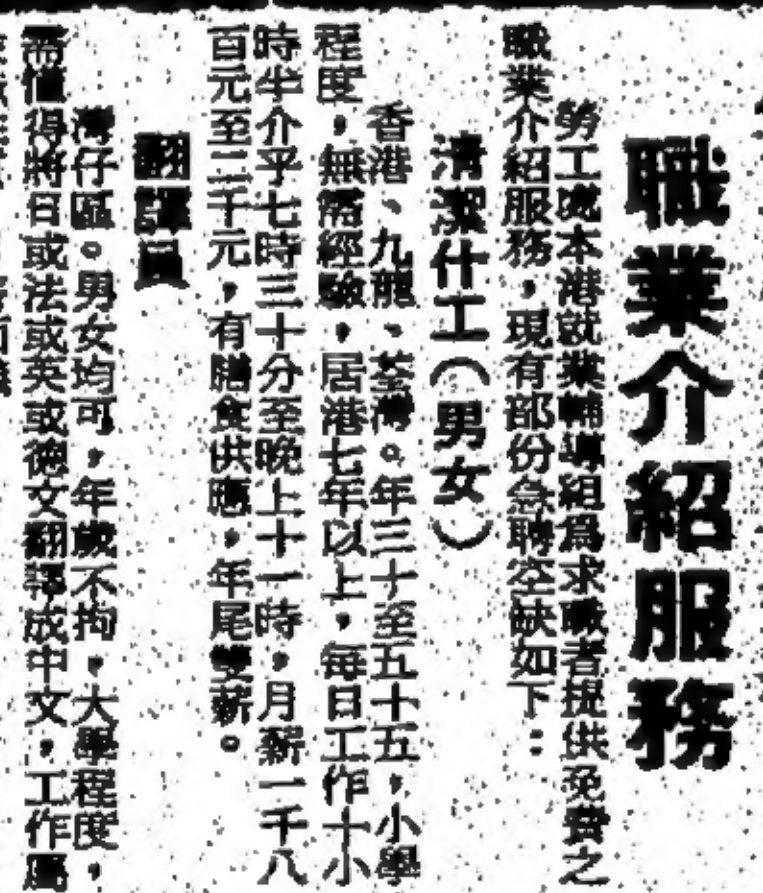 職業介紹服務
勞工處本港就業輔導組爲求職者提供免費之
職業介紹服務，現有部份急聘空缺如下：
清潔什工（男女）
香港、九龍、荃灣。年三十至五十五，小學
程度，無需經驗，居港七年以上，每日工作十小
時半介乎七時三十分至晚上十一時，月薪一千八
百元至二千元，有膳食供應，年尾雙薪。
翻譯員
灣仔區。男女均可，年歲不拘，大學程度，
需懂得將日或法或英或德文翻譯成中文，工作屬